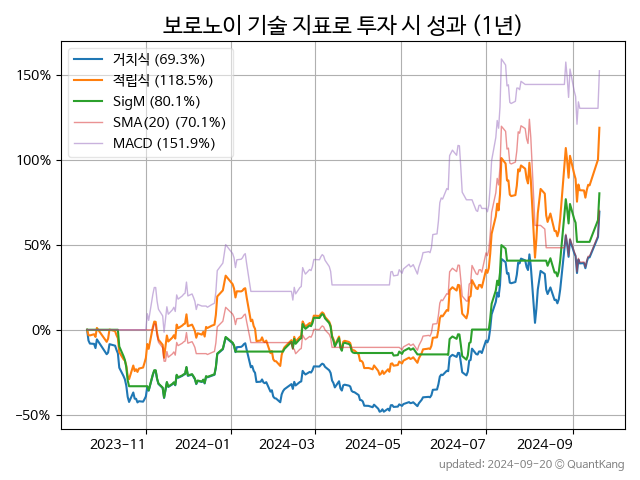 보로노이 기술 지표로 투자 시 성과 (1년)
거치식 (69.3%)
적립식 (118.5%)
SigM (80.1%)
SMA(20) (70.1%)
MACD (151.9%)
150%
100%
50%
0%
−50%
2023−11 2024−01 2024−03 2024−05 2024−07 2024−09
updated: 2024-09-20 © QuantKang